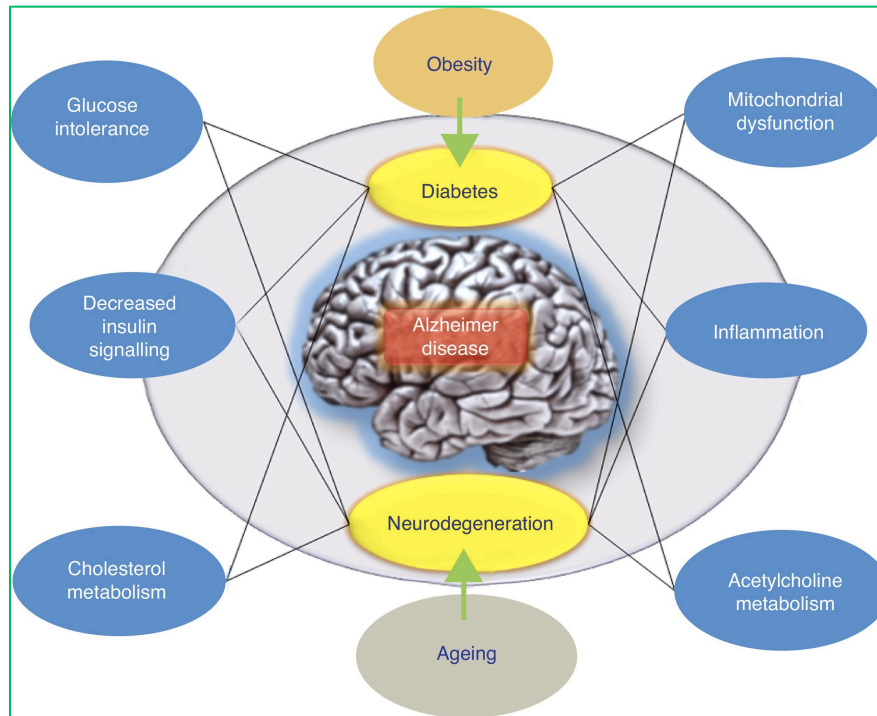 Obesity
Glucose
intolerance
Mitochondrial
dysfunction
Diabetes
Decreased
insulin
signalling
Alzheimer
disease
Inflammation
Neurodegeneration
Cholesterol
metabolism
Acetylcholine
metabolism
Ageing